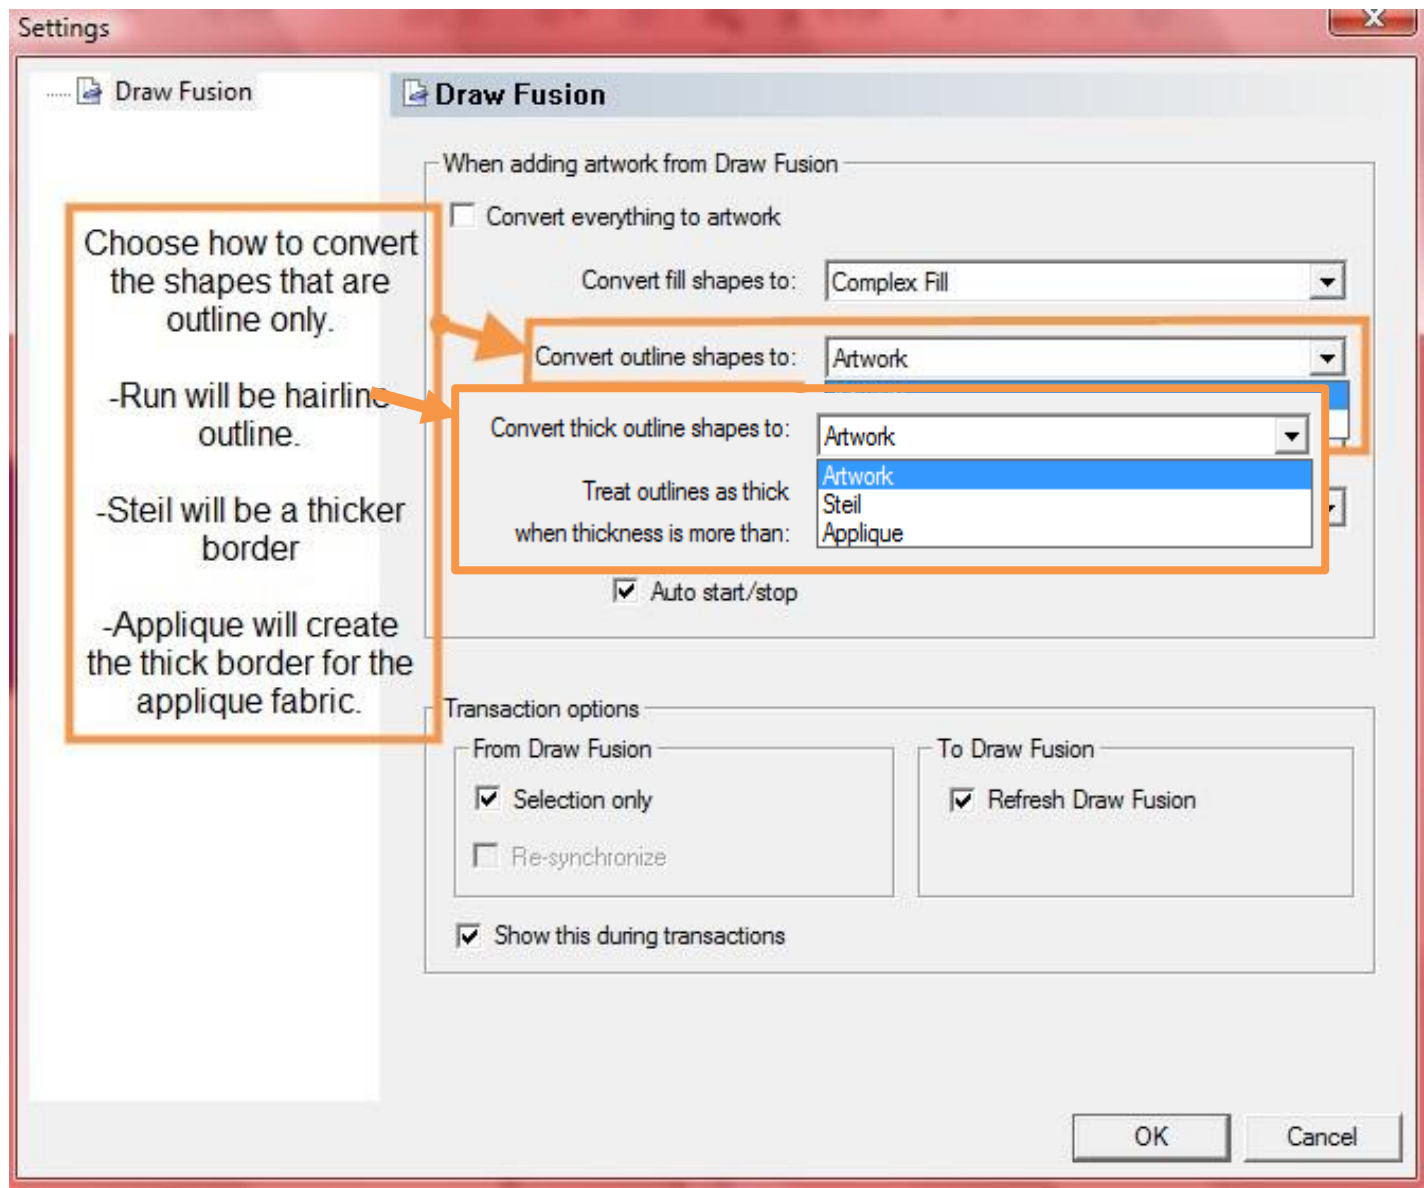 Settings
X
Draw Fusion
Draw Fusion
When adding artwork from Draw Fusion
Convert everything to artwork
Convert fill shapes to: Complex Fill
Convert outline shapes to: Artwork
Convert thick outline shapes to: Artwork
Artwork
Steil
Applique
Treat outlines as thick
when thickness is more than:
Auto start/stop
Choose how to convert
the shapes that are
outline only.
-Run will be hairline
outline.
-Steil will be a thicker
border
-Applique will create
the thick border for the
applique fabric.
Transaction options
From Draw Fusion
Selection only
Re-synchronize
To Draw Fusion
Refresh Draw Fusion
Show this during transactions
OK
Cancel